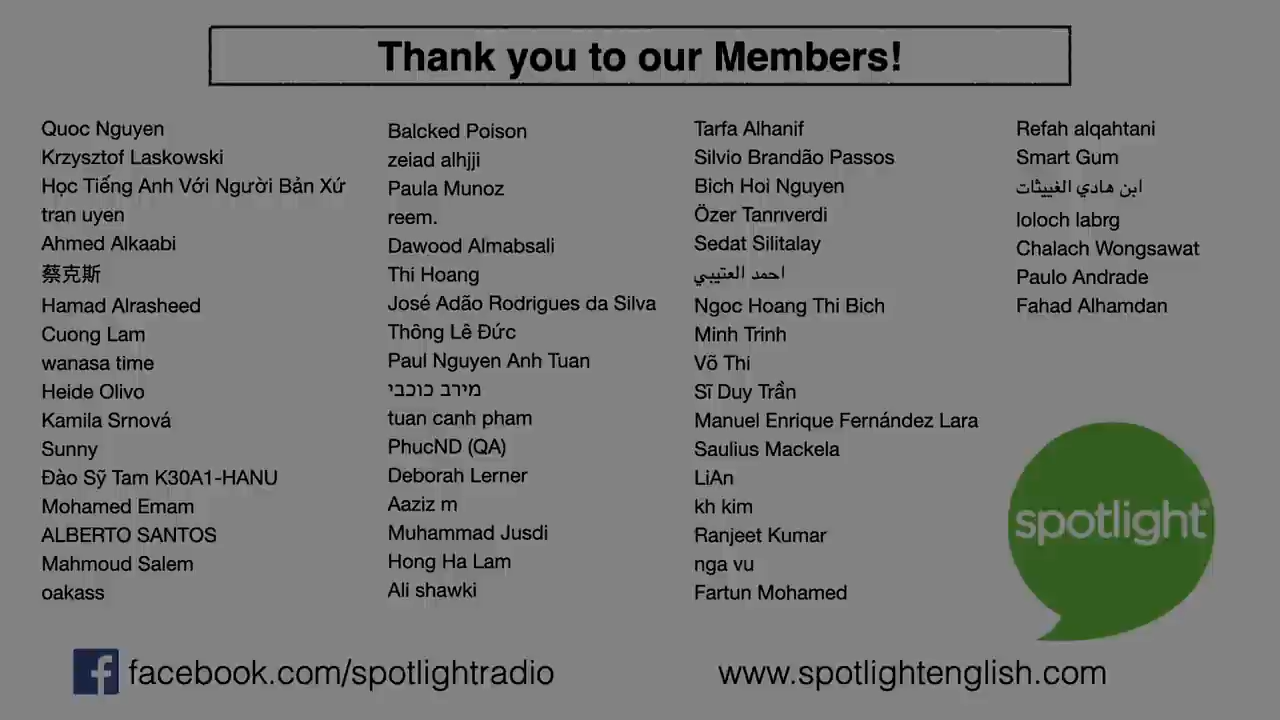 Thank you to our Members!
Quoc Nguyen
Krzysztof Laskowski
Học Tiếng Anh Với Người Bản Xứ
tran uyen
Ahmed Alkaabi
蔡克斯
Hamad Alrasheed
Cuong Lam
wanasa time
Heide Olivo
Kamila Srnová
Sunny
Đào Sỹ Tam K30A1-HANU
Mohamed Emam
ALBERTO SANTOS
Mahmoud Salem
oakass
Balcked Poison
zeiad alhjji
Paula Munoz
reem.
Dawood Almabsali
Thi Hoang
José Adão Rodrigues da Silva
Thông Lê Đức
Paul Nguyen Anh Tuan
מירב כוכבי
tuan canh pham
PhucND (QA)
Deborah Lerner
Aaziz m
Muhammad Jusdi
Hong Ha Lam
Ali shawki
Tarfa Alhanif
Silvio Brandão Passos
Bich Hoi Nguyen
Özer Tanrıverdi
Sedat Silitalay
احمد العتيبي
Ngoc Hoang Thi Bich
Minh Trinh
Võ Thí
Sĩ Duy Trần
Manuel Enrique Fernández Lara
Saulius Mackela
LiAn
kh kim
Ranjeet Kumar
nga vu
Fartun Mohamed
Refah alqahtani
Smart Gum
ابن هادي الغييثات
loloch labrg
Chalach Wongsawat
Paulo Andrade
Fahad Alhamdan
spotlight®
facebook.com/spotlightradio
www.spotlightenglish.com